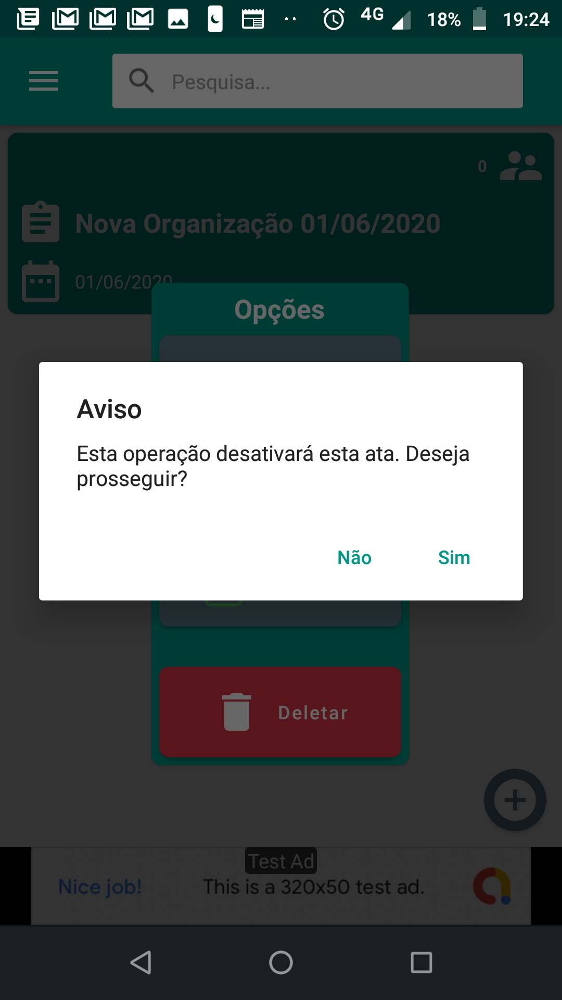 4G 18% 19:24
Pesquisa...
0
Nova Organização 01/06/2020
01/06/2020
Opções
Aviso
Esta operação desativará esta ata. Deseja
prosseguir?
Não Sim
Deletar
Test Ad
Nice job! This is a 320x50 test ad.